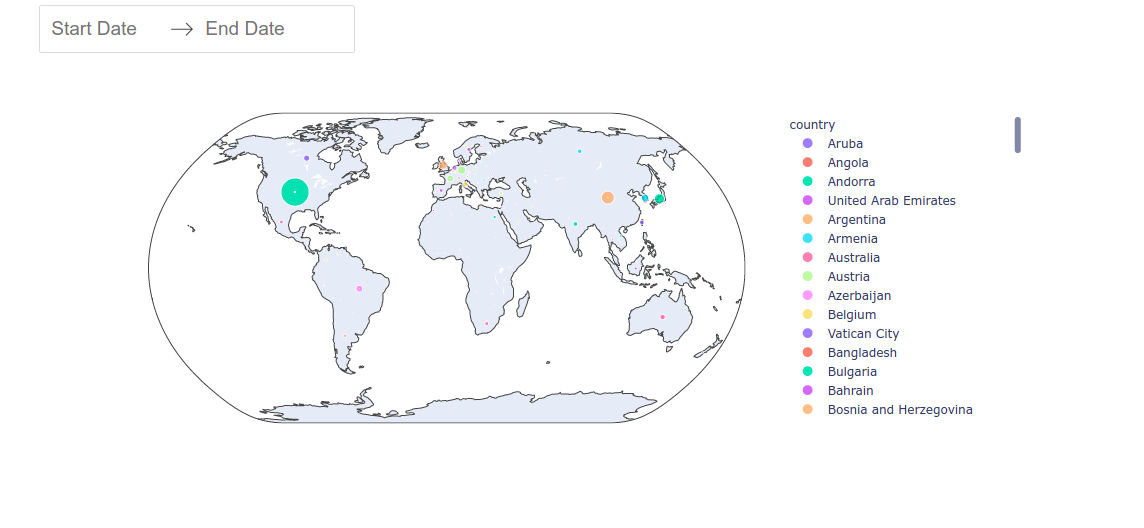 Start Date → End Date
country
Aruba
Angola
Andorra
United Arab Emirates
Argentina
Armenia
Australia
Austria
Azerbaijan
Belgium
Vatican City
Bangladesh
Bulgaria
Bahrain
Bosnia and Herzegovina